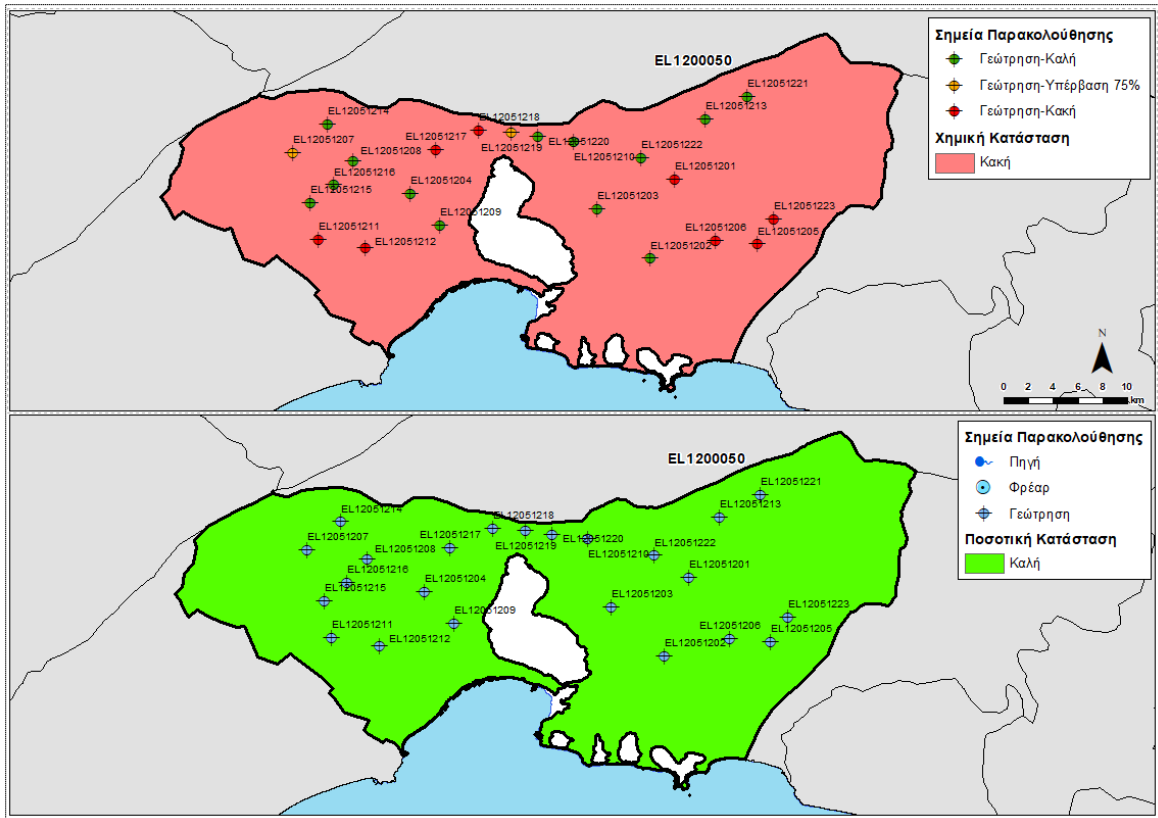 EL1200050
Σημεία Παρακολούθησης
Γεώτρηση-Καλή
Γεώτρηση-Υπέρβαση 75%
Γεώτρηση-Κακή
Χημική Κατάσταση
Κακή
EL12051221
EL12051213
EL12051214
EL12051218
EL12051217
EL12051207
EL12051219
EL12051220
EL12051222
EL12051208
EL12051210
EL12051201
EL12051216
EL12051215
EL12051204
EL12051203
EL12051209
EL12051223
EL12051211
EL12051206
EL12051205
EL12051212
EL12051202
N
0 2 4 6 8 10
km
EL1200050
Σημεία Παρακολούθησης
Πηγή
Φρέαρ
Γεώτρηση
Ποσοτική Κατάσταση
Καλή
EL12051221
EL12051213
EL12051214
EL12051218
EL12051217
EL12051207
EL12051219
EL12051220
EL12051222
EL12051208
EL12051210
EL12051201
EL12051216
EL12051215
EL12051204
EL12051203
EL12051209
EL12051223
EL12051211
EL12051206
EL12051205
EL12051212
EL12051202